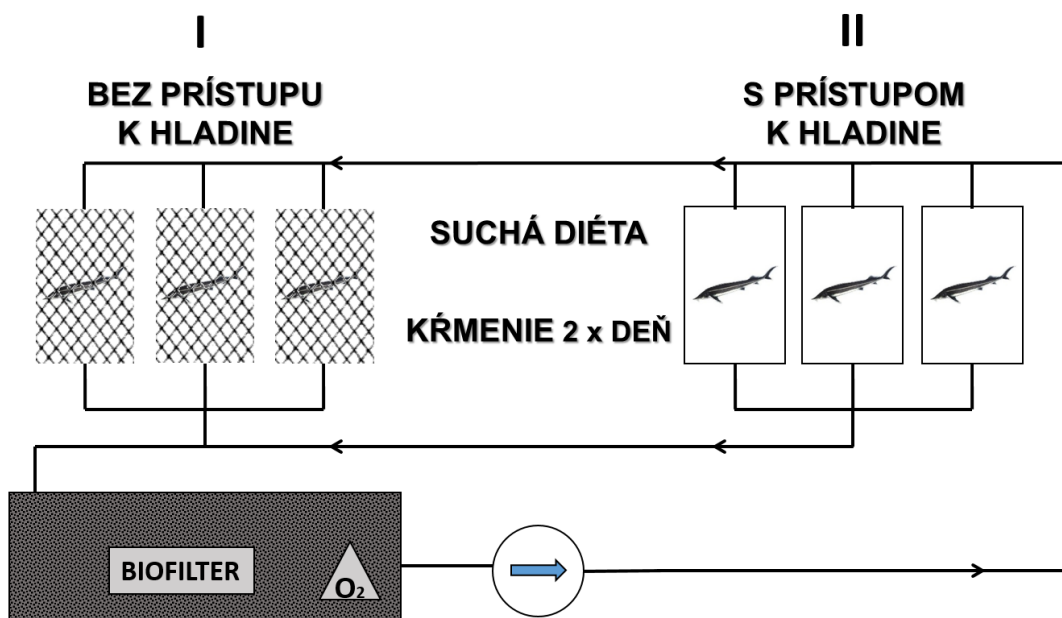 I
BEZ PRÍSTUPU
K HLADINE
II
S PRÍSTUPOM
K HLADINE
SUCHÁ DIÉTA
KŔMENIE 2 x DEŇ
BIOFILTER
O₂